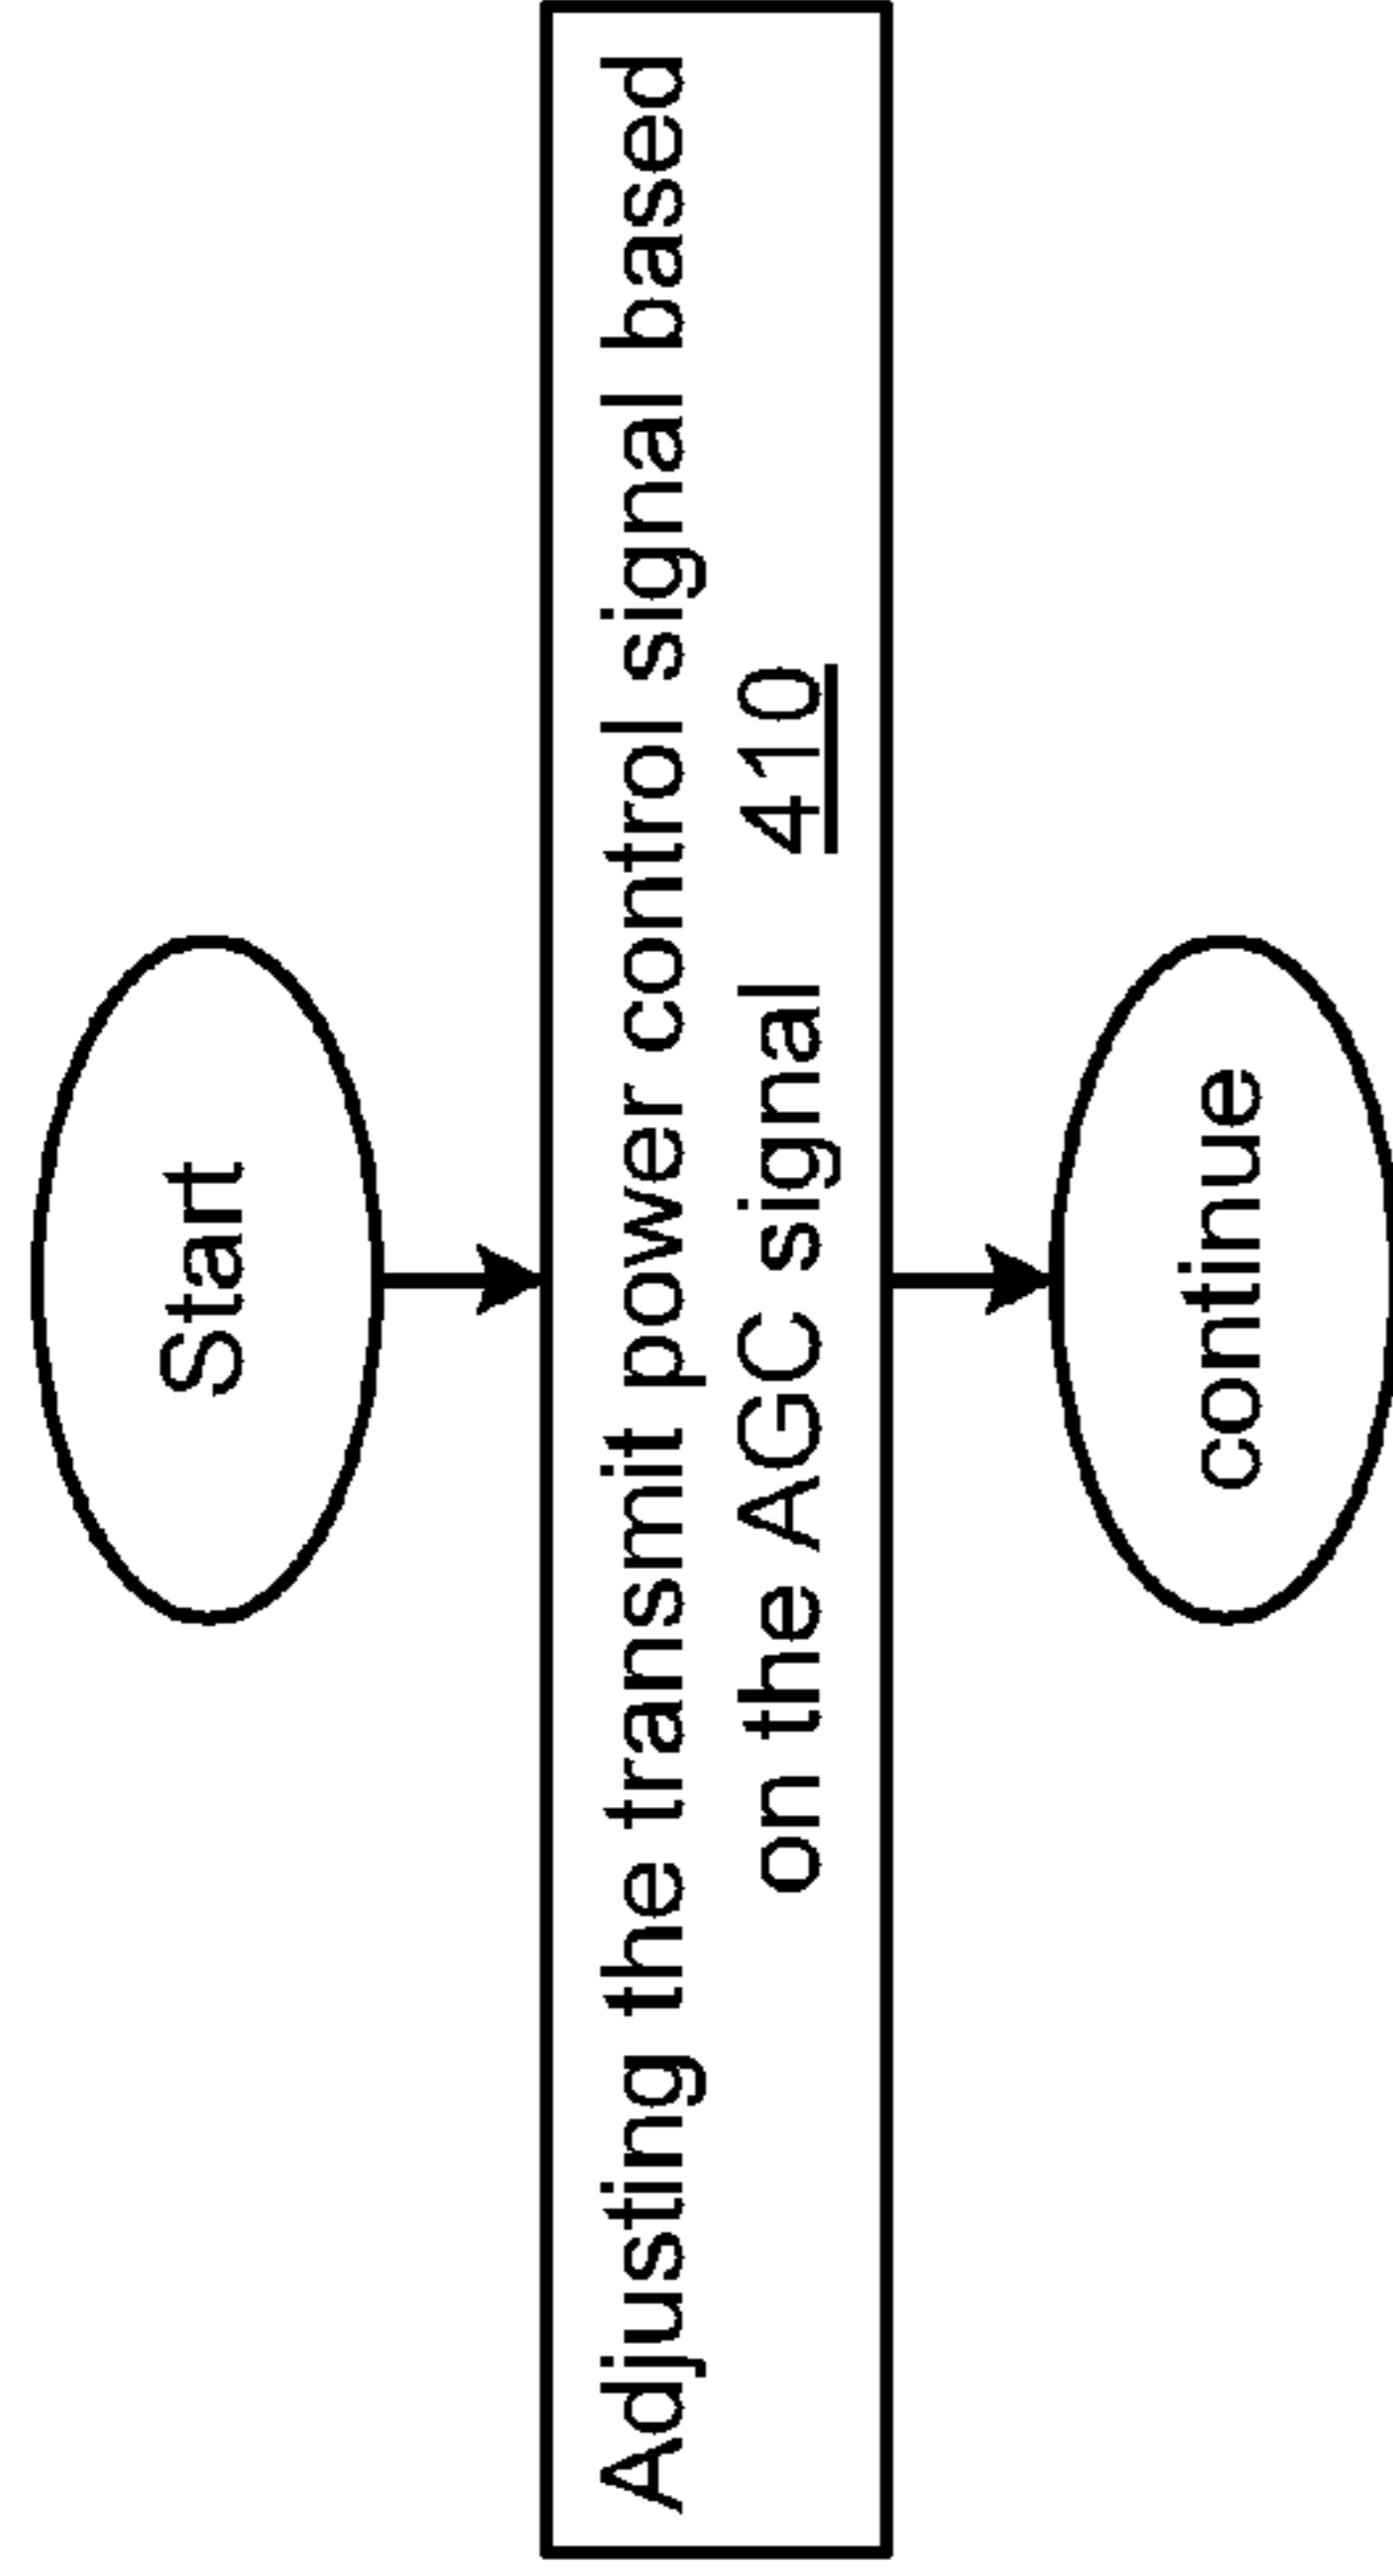 Start
Adjusting the transmit power control signal based
on the AGC signal 410
continue